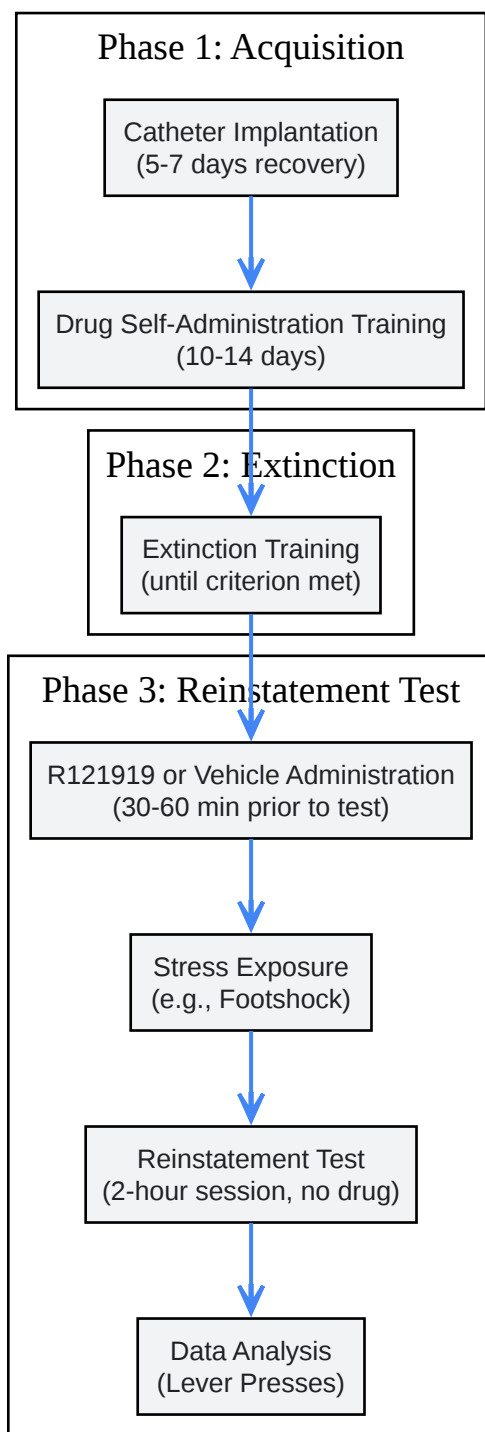 Phase 1: Acquisition
Catheter Implantation
(5-7 days recovery)
Drug Self-Administration Training
(10-14 days)
Phase 2: Extinction
Extinction Training
(until criterion met)
Phase 3: Reinstatement Test
R121919 or Vehicle Administration
(30-60 min prior to test)
Stress Exposure
(e.g., Footshock)
Reinstatement Test
(2-hour session, no drug)
Data Analysis
(Lever Presses)